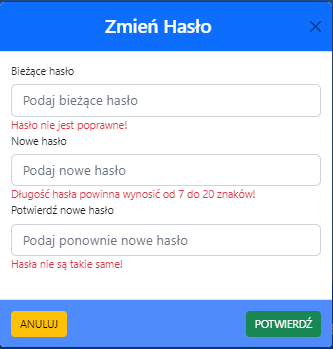 Zmień Hasło
Bieżące hasło
Podaj bieżące hasło
Hasło nie jest poprawne!
Nowe hasło
Podaj nowe hasło
Długość hasła powinna wynosić od 7 do 20 znaków!
Potwierdź nowe hasło
Podaj ponownie nowe hasło
Hasła nie są takie same!
ANULUJ
POTWIERDŹ